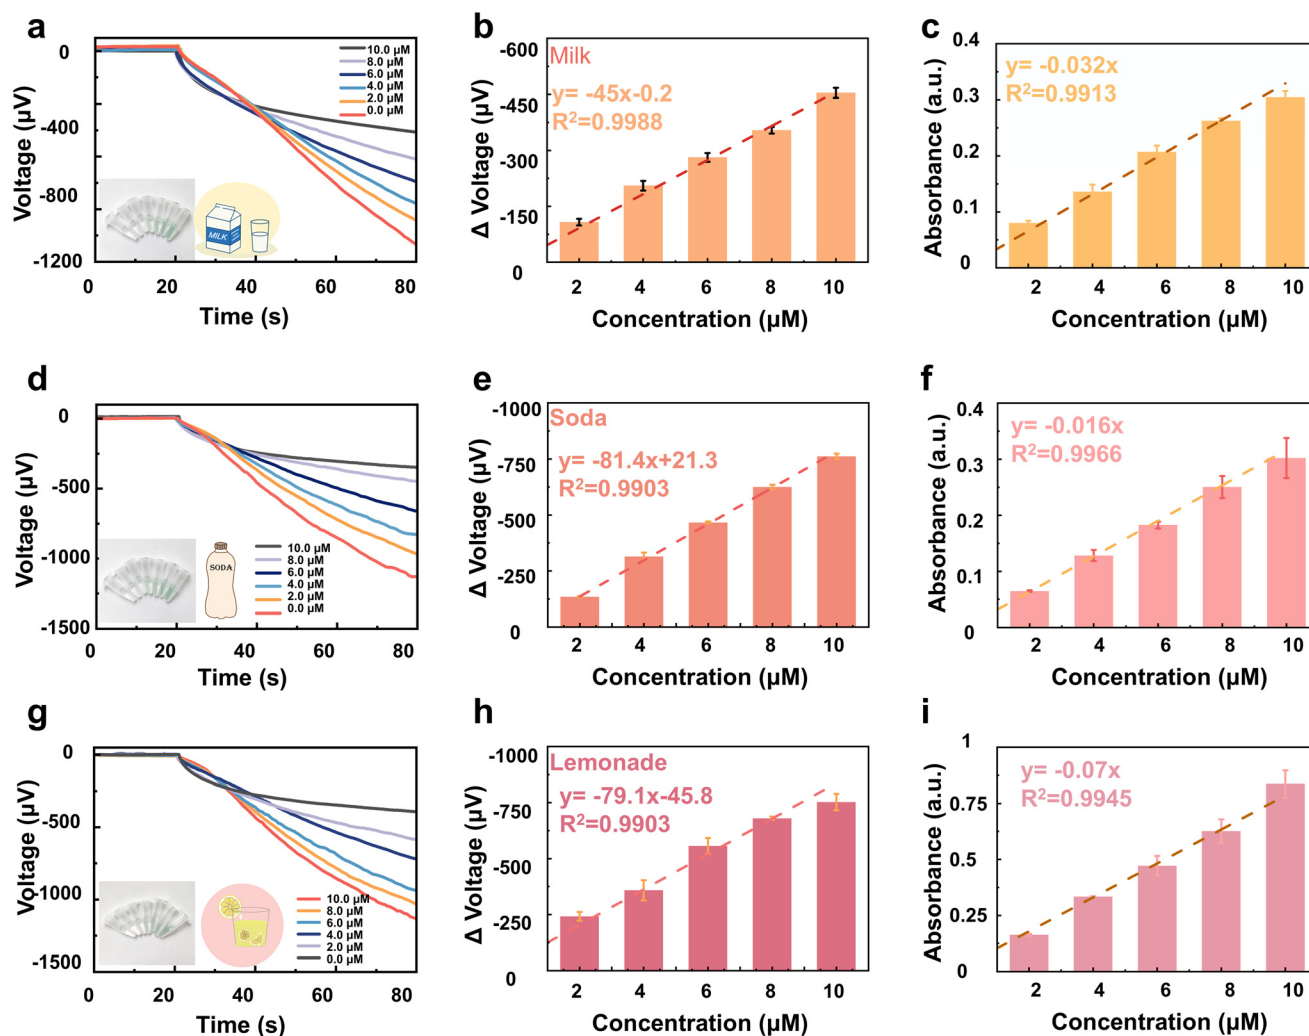 a
Voltage (μV)
0
-400
-800
-1200
10.0 μM
8.0 μM
6.0 μM
4.0 μM
2.0 μM
0.0 μM
MILK
0 20 40 60 80
Time (s)
b
Δ Voltage (μV)
-600
-450
-300
-150
0
Milk
y= -45x-0.2
R²=0.9988
2 4 6 8 10
Concentration (μM)
c
Absorbance (a.u.)
0.4
0.3
0.2
0.1
0
y= -0.032x
R²=0.9913
2 4 6 8 10
Concentration (μM)
d
Voltage (μV)
0
-500
-1000
-1500
SODA
10.0 μM
8.0 μM
6.0 μM
4.0 μM
2.0 μM
0.0 μM
0 20 40 60 80
Time (s)
e
Δ Voltage (μV)
-1000
-750
-500
-250
0
Soda
y= -81.4x+21.3
R²=0.9903
2 4 6 8 10
Concentration (μM)
f
Absorbance (a.u.)
0.4
0.3
0.2
0.1
0
y= -0.016x
R²=0.9966
2 4 6 8 10
Concentration (μM)
g
Voltage (μV)
0
-500
-1000
-1500
10.0 μM
8.0 μM
6.0 μM
4.0 μM
2.0 μM
0.0 μM
0 20 40 60 80
Time (s)
h
Δ Voltage (μV)
-1000
-750
-500
-250
0
Lemonade
y= -79.1x-45.8
R²=0.9903
2 4 6 8 10
Concentration (μM)
i
Absorbance (a.u.)
1
0.75
0.5
0.25
0
y= -0.07x
R²=0.9945
2 4 6 8 10
Concentration (μM)